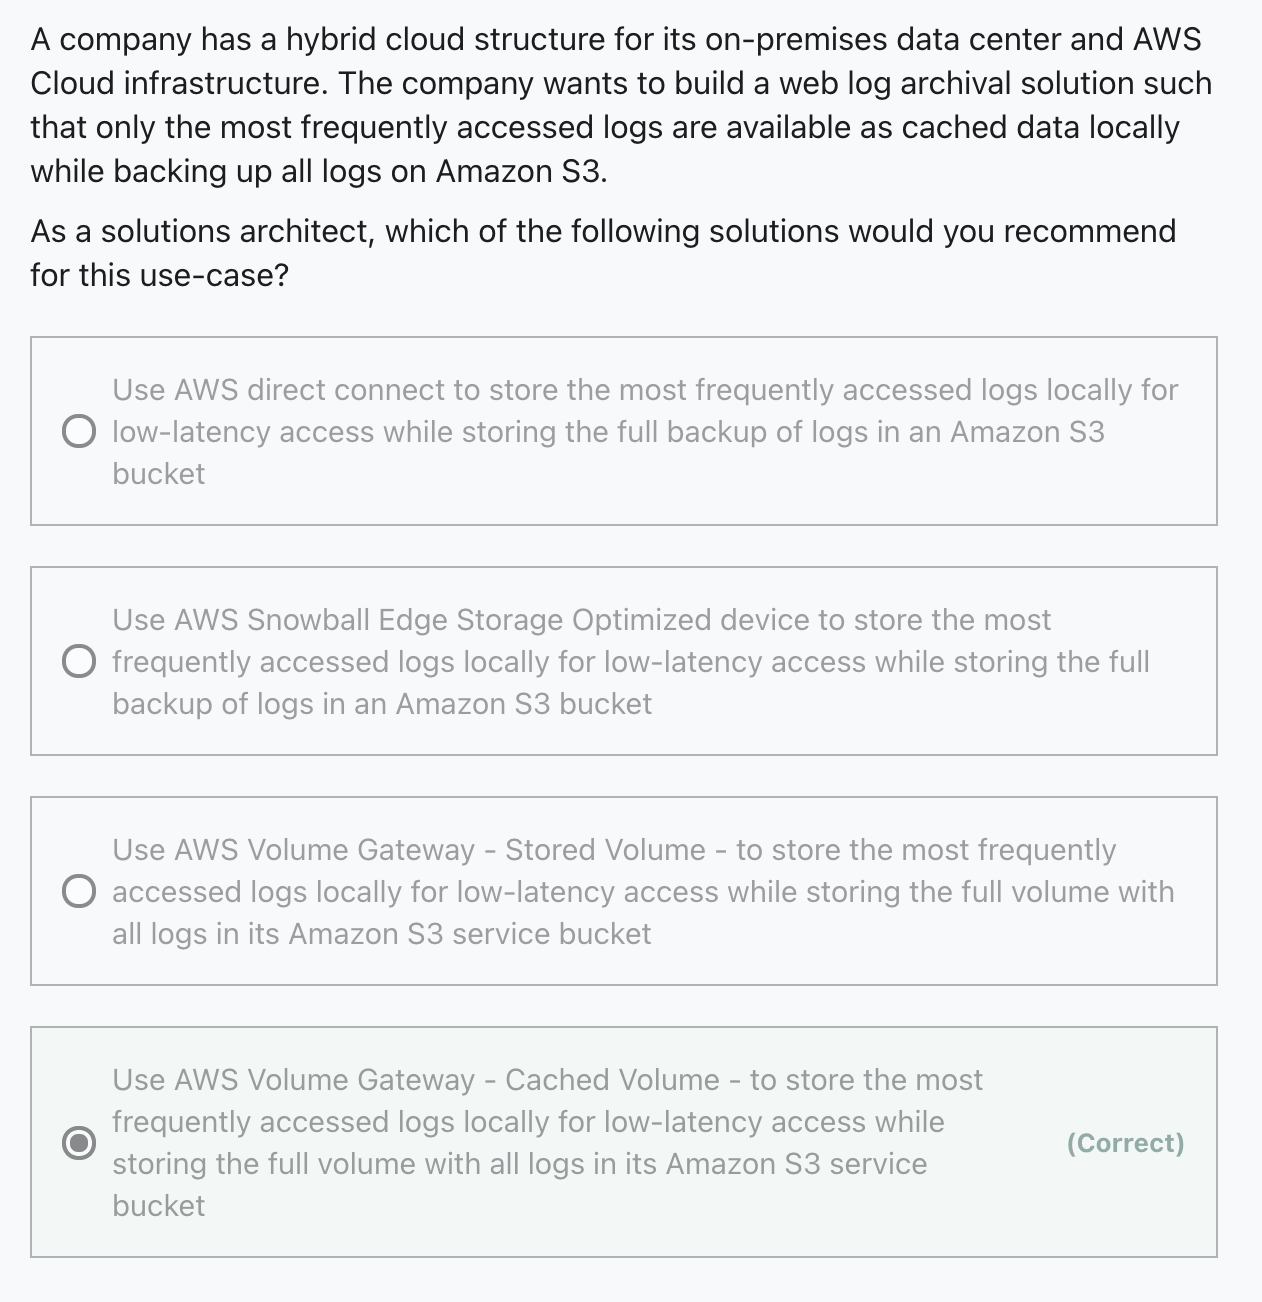 A company has a hybrid cloud structure for its on-premises data center and AWS
Cloud infrastructure. The company wants to build a web log archival solution such
that only the most frequently accessed logs are available as cached data locally
while backing up all logs on Amazon S3.
As a solutions architect, which of the following solutions would you recommend
for this use-case?
Use AWS direct connect to store the most frequently accessed logs locally for
low-latency access while storing the full backup of logs in an Amazon S3
bucket
Use AWS Snowball Edge Storage Optimized device to store the most
frequently accessed logs locally for low-latency access while storing the full
backup of logs in an Amazon S3 bucket
Use AWS Volume Gateway - Stored Volume - to store the most frequently
accessed logs locally for low-latency access while storing the full volume with
all logs in its Amazon S3 service bucket
Use AWS Volume Gateway - Cached Volume - to store the most
frequently accessed logs locally for low-latency access while
storing the full volume with all logs in its Amazon S3 service
bucket
(Correct)